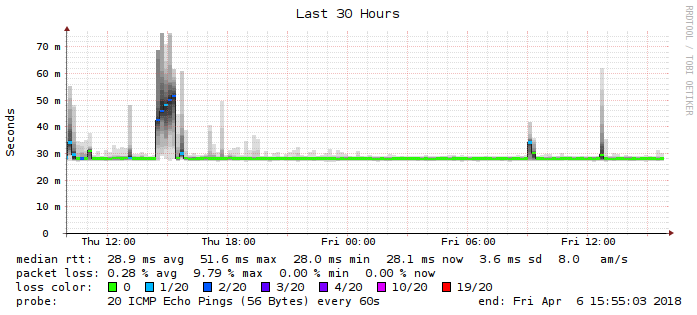 Last 30 Hours
RRDTOOL / TOBI OETIKER
Seconds
70 m
60 m
50 m
40 m
30 m
20 m
10 m
0
Thu 12:00 Thu 18:00 Fri 00:00 Fri 06:00 Fri 12:00
median rtt: 28.9 ms avg 51.6 ms max 28.0 ms min 28.1 ms now 3.6 ms sd 8.0 am/s
packet loss: 0.28 % avg 9.79 % max 0.00 % min 0.00 % now
loss color: 0 1/20 2/20 3/20 4/20 10/20 19/20
probe: 20 ICMP Echo Pings (56 Bytes) every 60s end: Fri Apr 6 15:55:03 2018